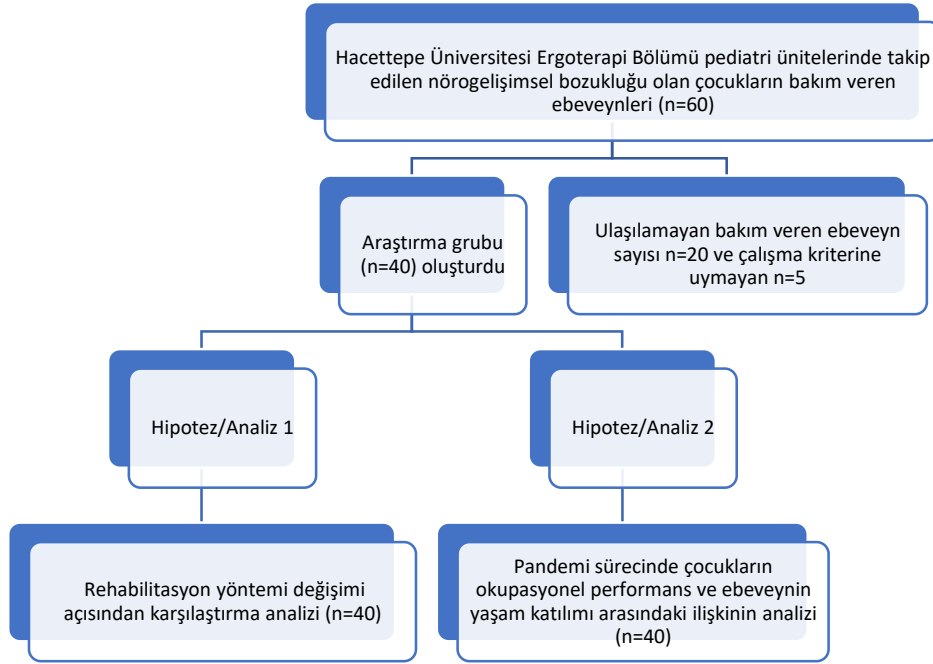 Hacettepe Üniversitesi Ergoterapi Bölümü pediatri ünitelerinde takip
edilen nörogelişimsel bozukluğu olan çocukların bakım veren
ebeveynleri (n=60)
Araştırma grubu
(n=40) oluşturdu
Ulaşılamayan bakım veren ebeveyn
sayısı n=20 ve çalışma kriterine
uymayan n=5
Hipotez/Analiz 1
Hipotez/Analiz 2
Rehabilitasyon yöntemi değişimi
açısından karşılaştırma analizi (n=40)
Pandemi sürecinde çocukların
okupasyonel performans ve ebeveynin
yaşam katılımı arasındaki ilişkinin analizi
(n=40)